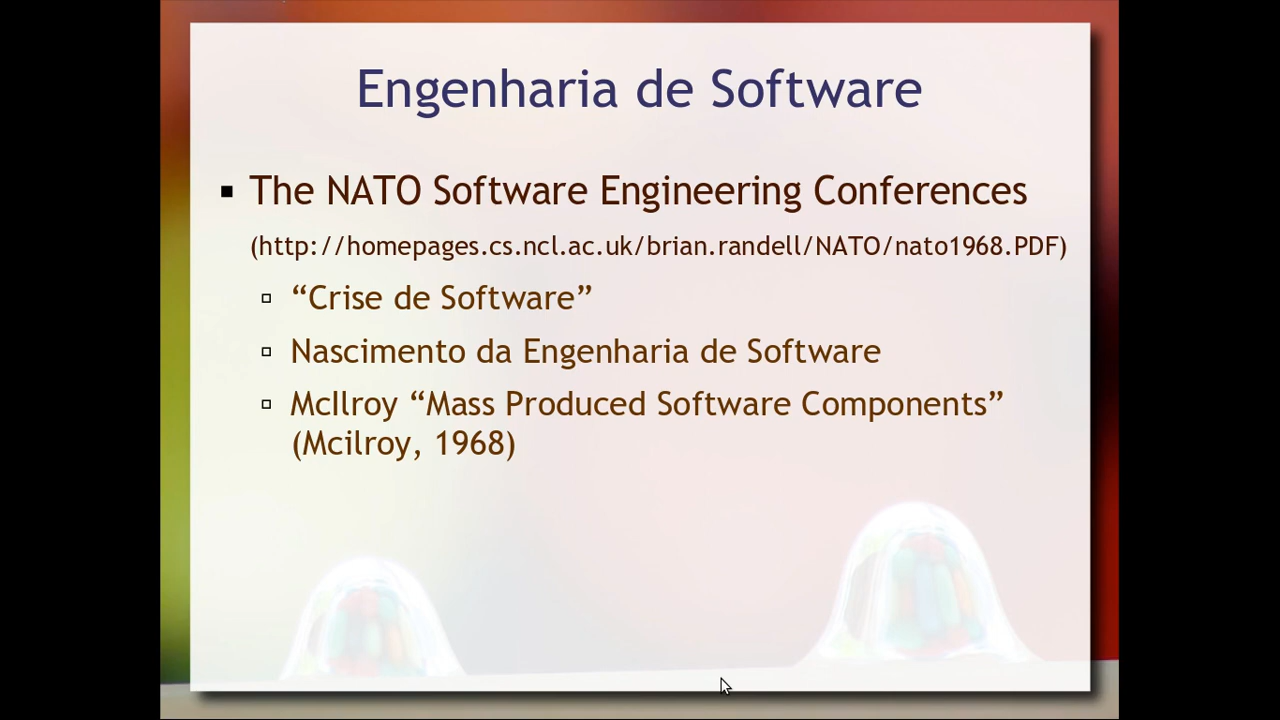 Engenharia de Software
The NATO Software Engineering Conferences
(http://homepages.cs.ncl.ac.uk/brian.randell/NATO/nato1968.PDF)
“Crise de Software”
Nascimento da Engenharia de Software
McIlroy “Mass Produced Software Components”
(Mcilroy, 1968)